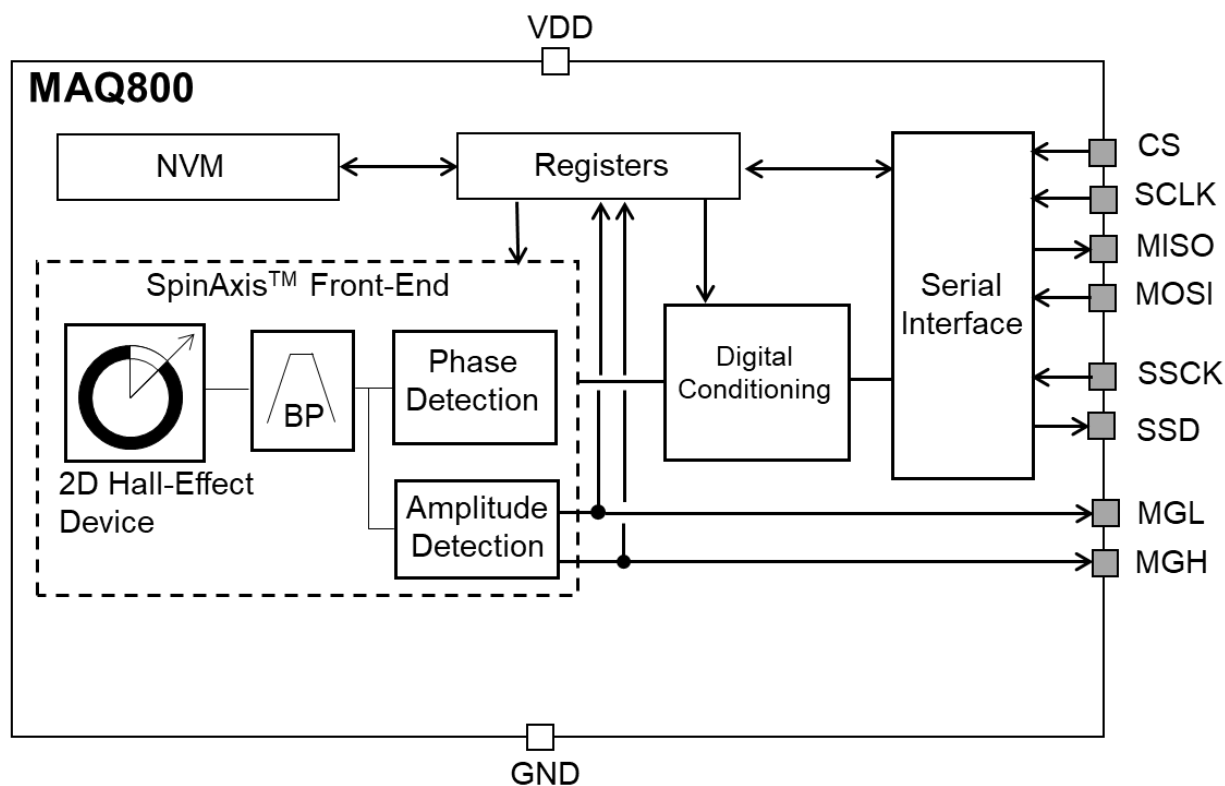 VDD
MAQ800
NVM
Registers
Serial
Interface
CS
SCLK
MISO
MOSI
SSCK
SSD
MGL
MGH
SpinAxis™ Front-End
2D Hall-Effect
Device
BP
Phase
Detection
Amplitude
Detection
Digital
Conditioning
GND